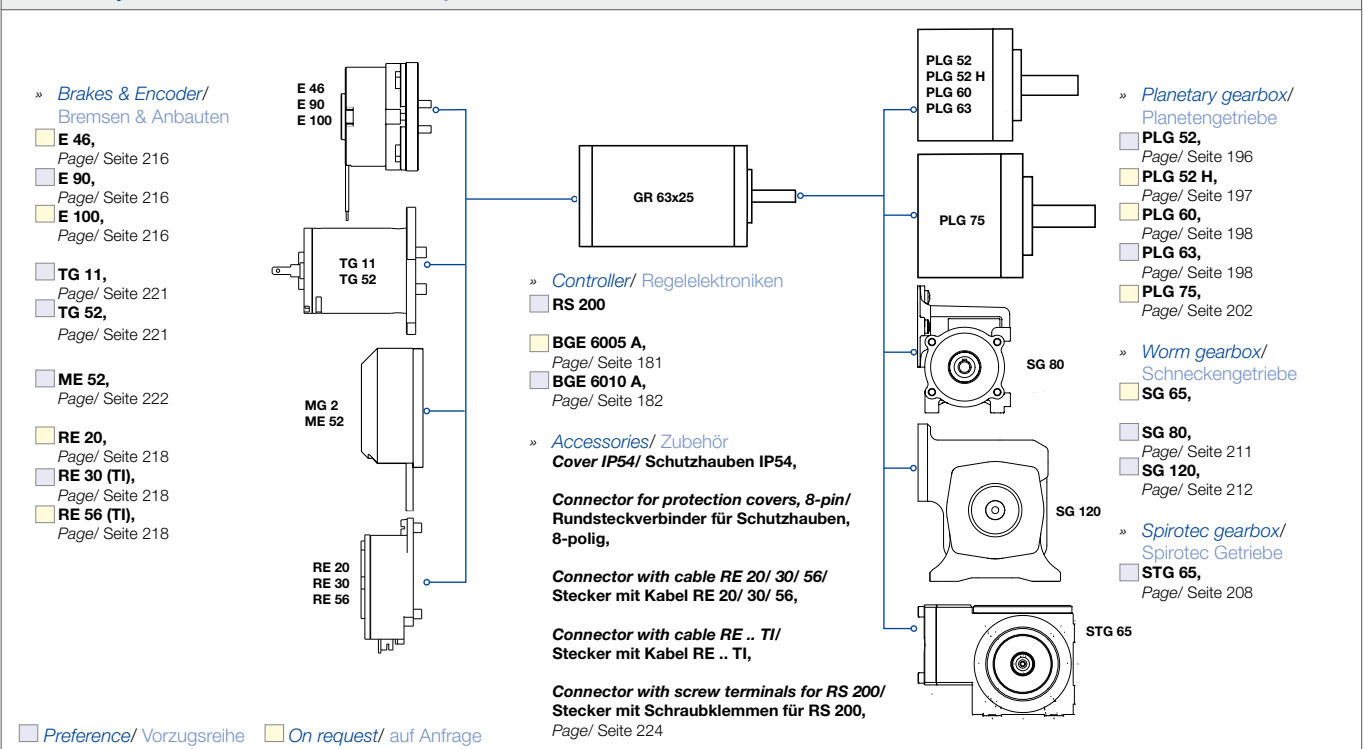 » Brakes & Encoder/
Bremsen & Anbauten
E 46,
Page/ Seite 216
E 90,
Page/ Seite 216
E 100,
Page/ Seite 216
TG 11,
Page/ Seite 221
TG 52,
Page/ Seite 221
ME 52,
Page/ Seite 222
RE 20,
Page/ Seite 218
RE 30 (TI),
Page/ Seite 218
RE 56 (TI),
Page/ Seite 218
E 46
E 90
E 100
TG 11
TG 52
MG 2
ME 52
RE 20
RE 30
RE 56
GR 63x25
» Controller/ Regelelektroniken
RS 200
BGE 6005 A,
Page/ Seite 181
BGE 6010 A,
Page/ Seite 182
» Accessories/ Zubehör
Cover IP54/ Schutzhauben IP54,
Connector for protection covers, 8-pin/
Rundsteckverbinder für Schutzhauben,
8-polig,
Connector with cable RE 20/ 30/ 56/
Stecker mit Kabel RE 20/ 30/ 56,
Connector with cable RE .. TI/
Stecker mit Kabel RE .. TI,
Connector with screw terminals for RS 200/
Stecker mit Schraubklemmen für RS 200,
Page/ Seite 224
PLG 52
PLG 52 H
PLG 60
PLG 63
PLG 75
SG 80
SG 120
STG 65
» Planetary gearbox/
Planetengetriebe
PLG 52,
Page/ Seite 196
PLG 52 H,
Page/ Seite 197
PLG 60,
Page/ Seite 198
PLG 63,
Page/ Seite 198
PLG 75,
Page/ Seite 202
» Worm gearbox/
Schneckengetriebe
SG 65,
SG 80,
Page/ Seite 211
SG 120,
Page/ Seite 212
» Spirotec gearbox/
Spirotec Getriebe
STG 65,
Page/ Seite 208
Preference/ Vorzugsreihe On request/ auf Anfrage